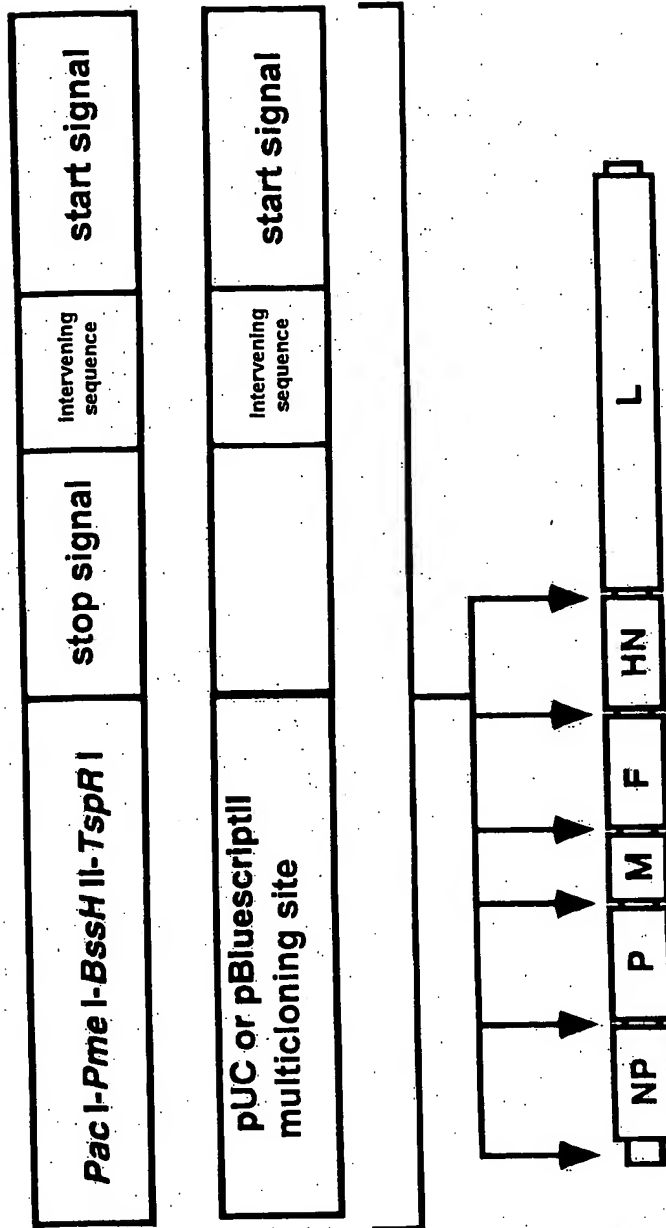 Pac I-Pme I-BssH II-TspR I
stop signal
Intervening
sequence
start signal
pUC or pBluescriptII
multicloning site
Intervening
sequence
start signal
NP
P
M
F
HN
L